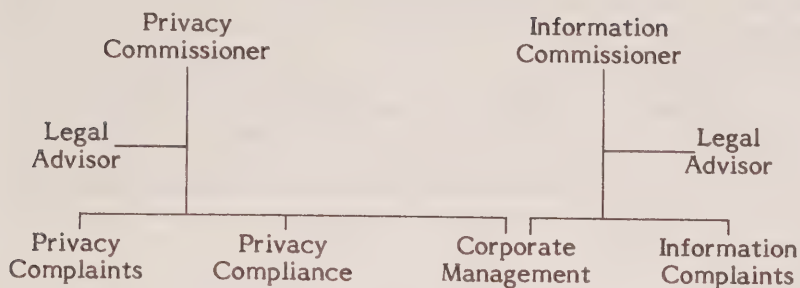 Privacy
Commissioner
Information
Commissioner
Legal
Advisor
Legal
Advisor
Privacy
Complaints
Privacy
Compliance
Corporate
Management
Information
Complaints